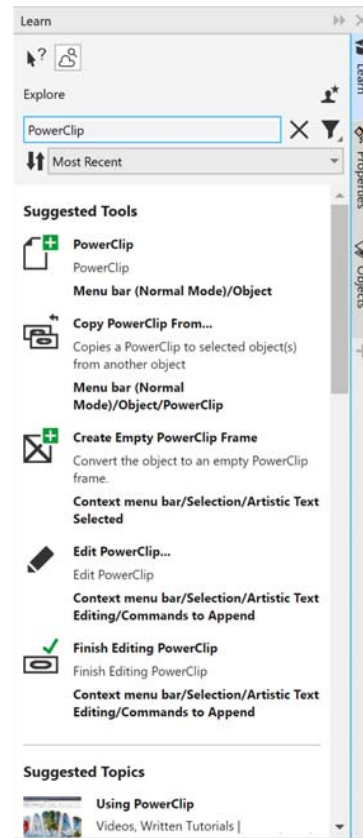 Learn
?
Explore
PowerClip
Most Recent
Suggested Tools
PowerClip
PowerClip
Menu bar (Normal Mode)/Object
Copy PowerClip From...
Copies a PowerClip to selected object(s)
from another object
Menu bar (Normal
Mode)/Object/PowerClip
Create Empty PowerClip Frame
Convert the object to an empty PowerClip
frame.
Context menu bar/Selection/Artistic Text
Selected
Edit PowerClip...
Edit PowerClip
Context menu bar/Selection/Artistic Text
Editing/Commands to Append
Finish Editing PowerClip
Finish Editing PowerClip
Context menu bar/Selection/Artistic Text
Editing/Commands to Append
Suggested Topics
Using PowerClip
Videos, Written Tutorials |
Learn
Properties
Objects